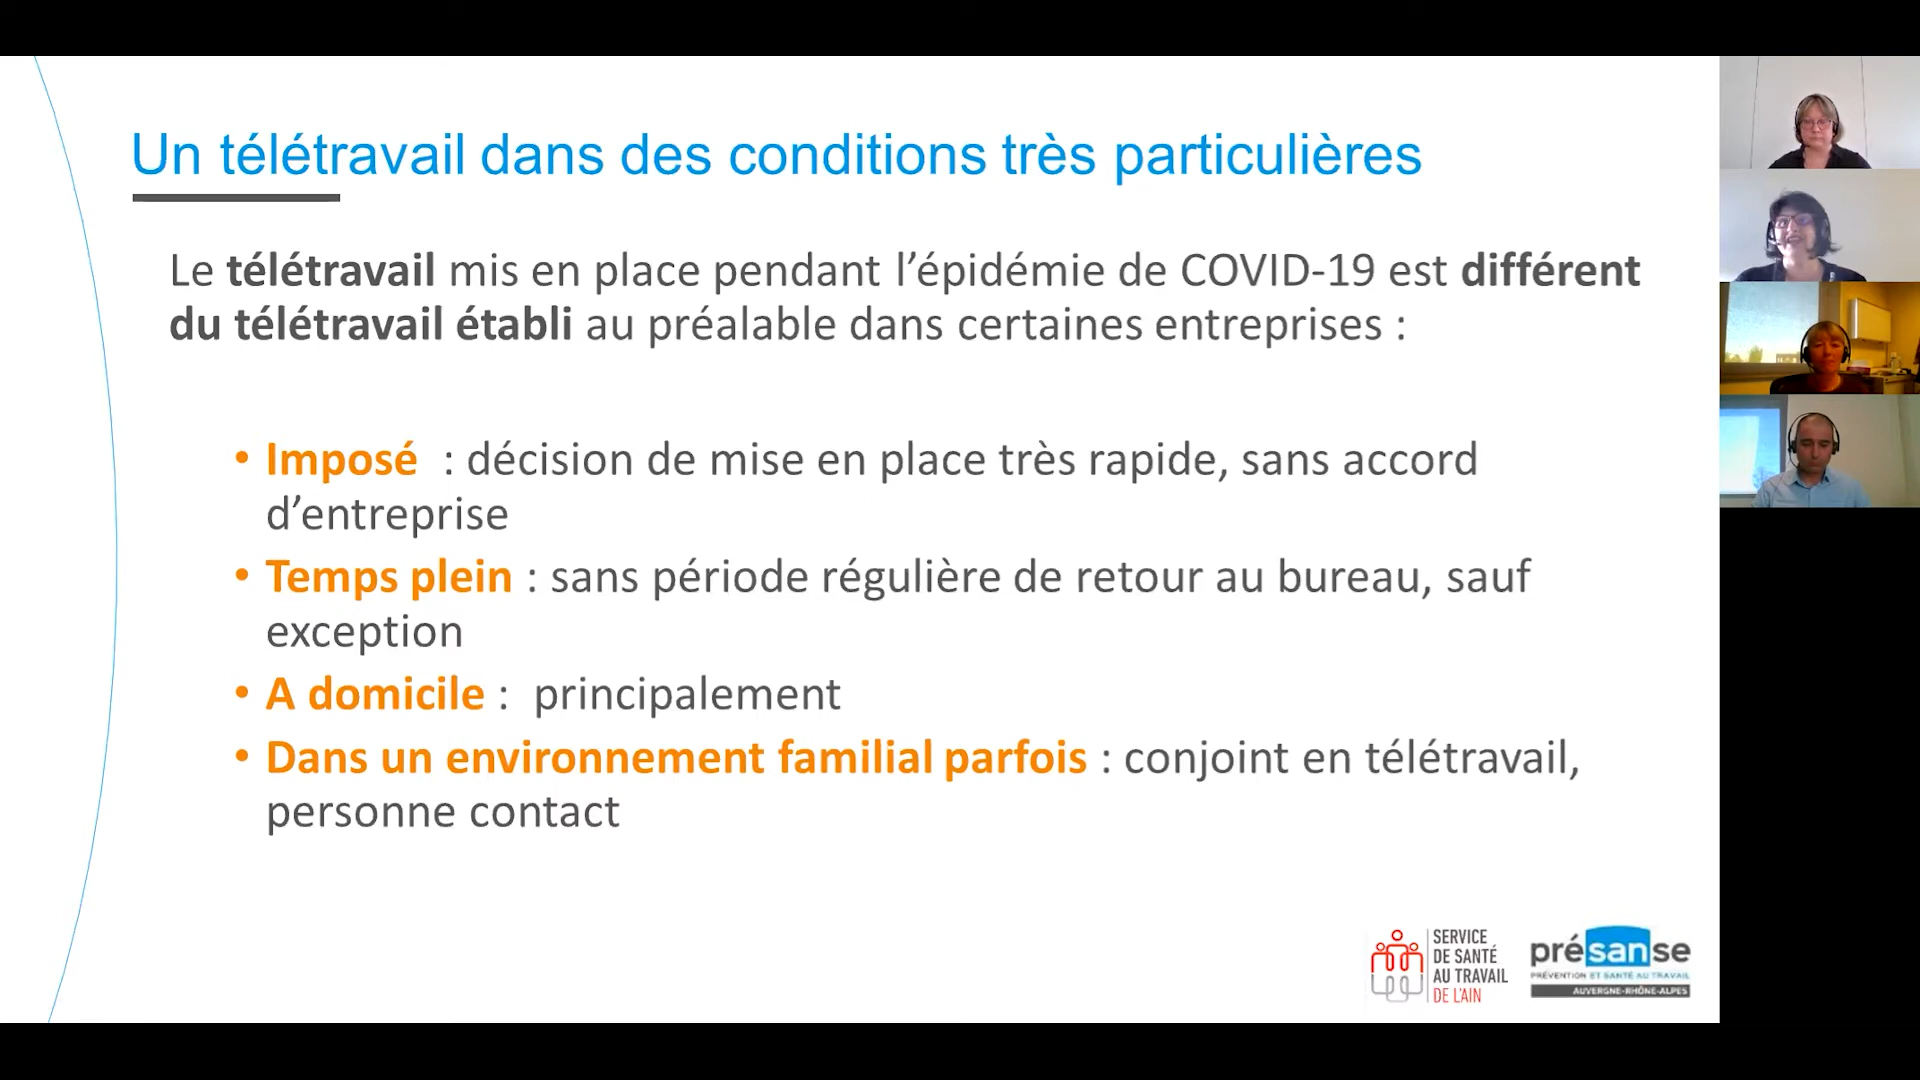 Un télétravail dans des conditions très particulières
Le télétravail mis en place pendant l’épidémie de COVID-19 est différent
du télétravail établi au préalable dans certaines entreprises :
• Imposé : décision de mise en place très rapide, sans accord
d’entreprise
• Temps plein : sans période régulière de retour au bureau, sauf
exception
• A domicile : principalement
• Dans un environnement familial parfois : conjoint en télétravail,
personne contact
SERVICE
DE SANTÉ
AU TRAVAIL
DE L'AIN
présanse
PRÉVENTION ET SANTÉ AU TRAVAIL
AUVERGNE-RHÔNE-ALPES